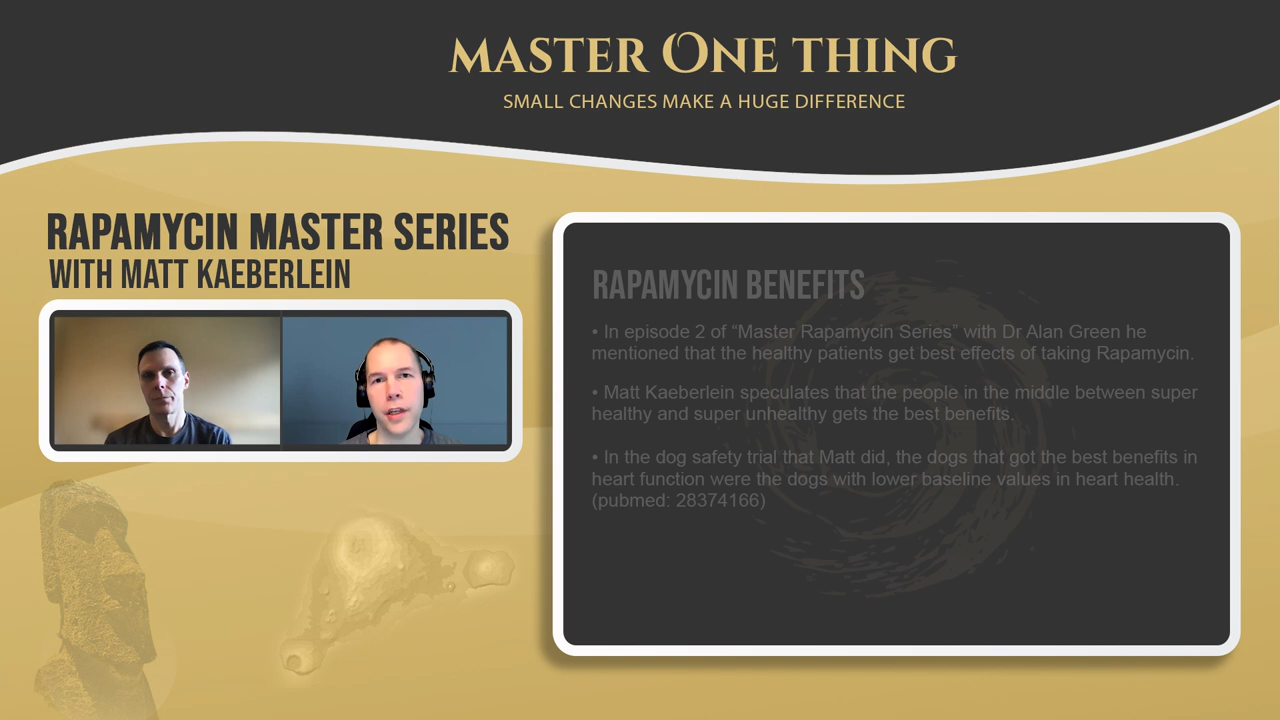 MASTER ONE THING
SMALL CHANGES MAKE A HUGE DIFFERENCE
RAPAMYCIN MASTER SERIES
WITH MATT KAEBERLEIN
RAPAMYCIN BENEFITS
• In episode 2 of “Master Rapamycin Series” with Dr Alan Green he
mentioned that the healthy patients get best effects of taking Rapamycin.
• Matt Kaeberlein speculates that the people in the middle between super
healthy and super unhealthy gets the best benefits.
• In the dog safety trial that Matt did, the dogs that got the best benefits in
heart function were the dogs with lower baseline values in heart health.
(pubmed: 28374166)